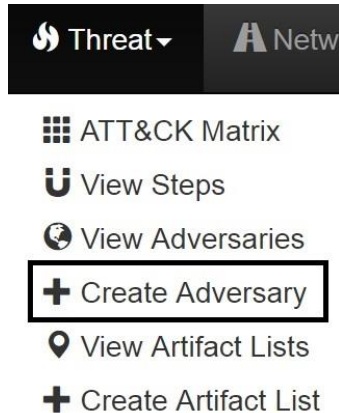 Threat Netw
ATT&CK Matrix
View Steps
View Adversaries
Create Adversary
View Artifact Lists
Create Artifact List